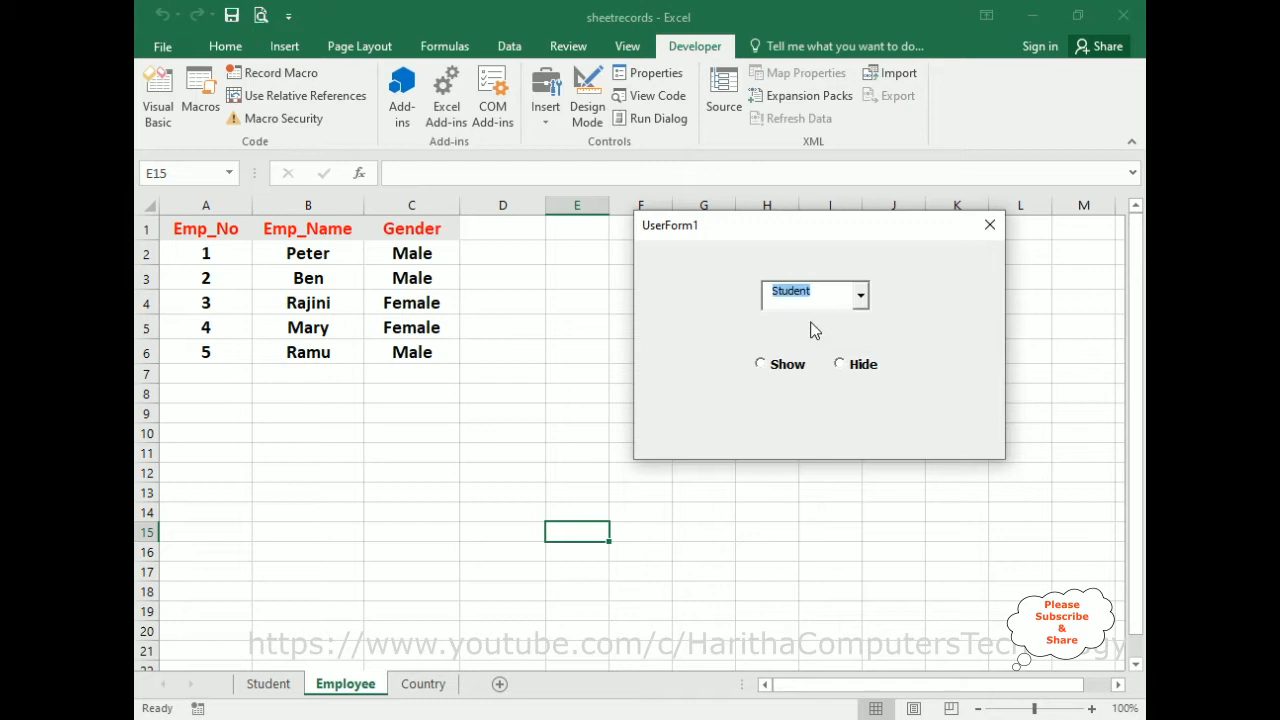 sheetrecords - Excel
File Home Insert Page Layout Formulas Data Review View Developer Tell me what you want to do... Sign in Share
Visual Basic
Macros
Record Macro
Use Relative References
Macro Security
Code
Add-ins
Excel Add-ins
COM Add-ins
Add-ins
Insert
Design Mode
Properties
View Code
Run Dialog
Controls
Source
Map Properties
Expansion Packs
Refresh Data
Import
Export
XML
E15 fx
A B C D E F G H I J K L M
1 Emp_No Emp_Name Gender
2 1 Peter Male
3 2 Ben Male
4 3 Rajini Female
5 4 Mary Female
6 5 Ramu Male
7
8
9
10
11
12
13
14
15
16
17
18
19
20
21
22
UserForm1
Student
Show Hide
Please
Subscribe
&
Share
https://www.youtube.com/c/HarithaComputersTechnology
Student Employee Country
Ready 100%